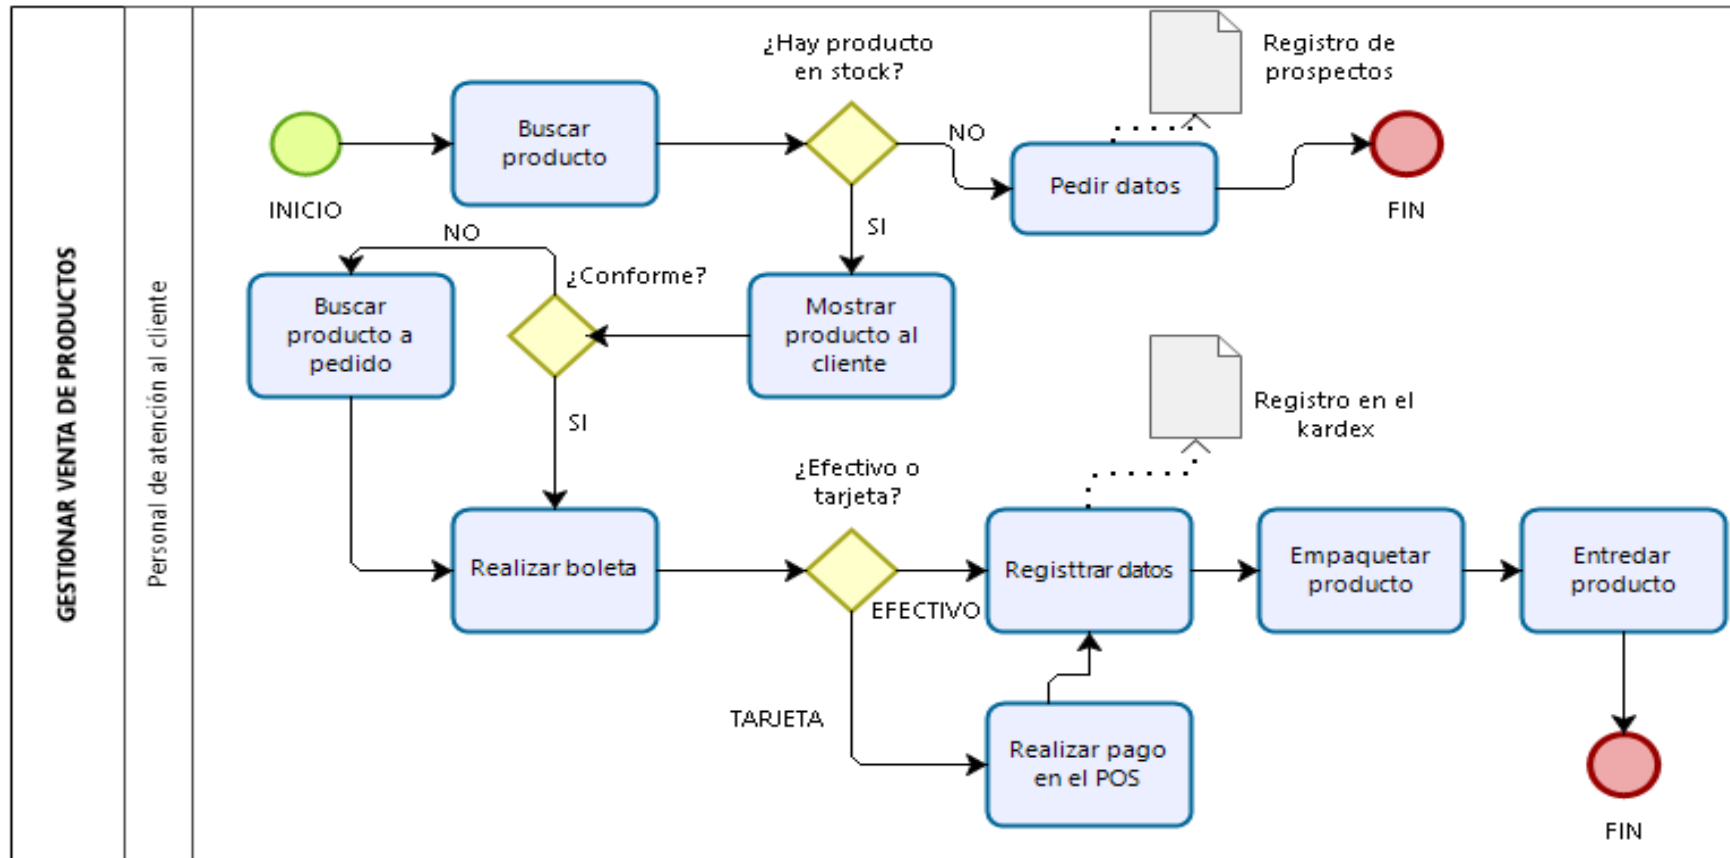 GESTIONAR VENTA DE PRODUCTOS
Personal de atención al cliente
INICIO
Buscar
producto
¿Hay producto
en stock?
NO
SI
Pedir datos
Registro de
prospectos
FIN
NO
Buscar
producto a
pedido
¿Conforme?
SI
Mostrar
producto al
cliente
Registro en el
kardex
Realizar boleta
¿Efectivo o
tarjeta?
EFECTIVO
TARJETA
Registtrar datos
Empaquetar
producto
Entredar
producto
Realizar pago
en el POS
FIN